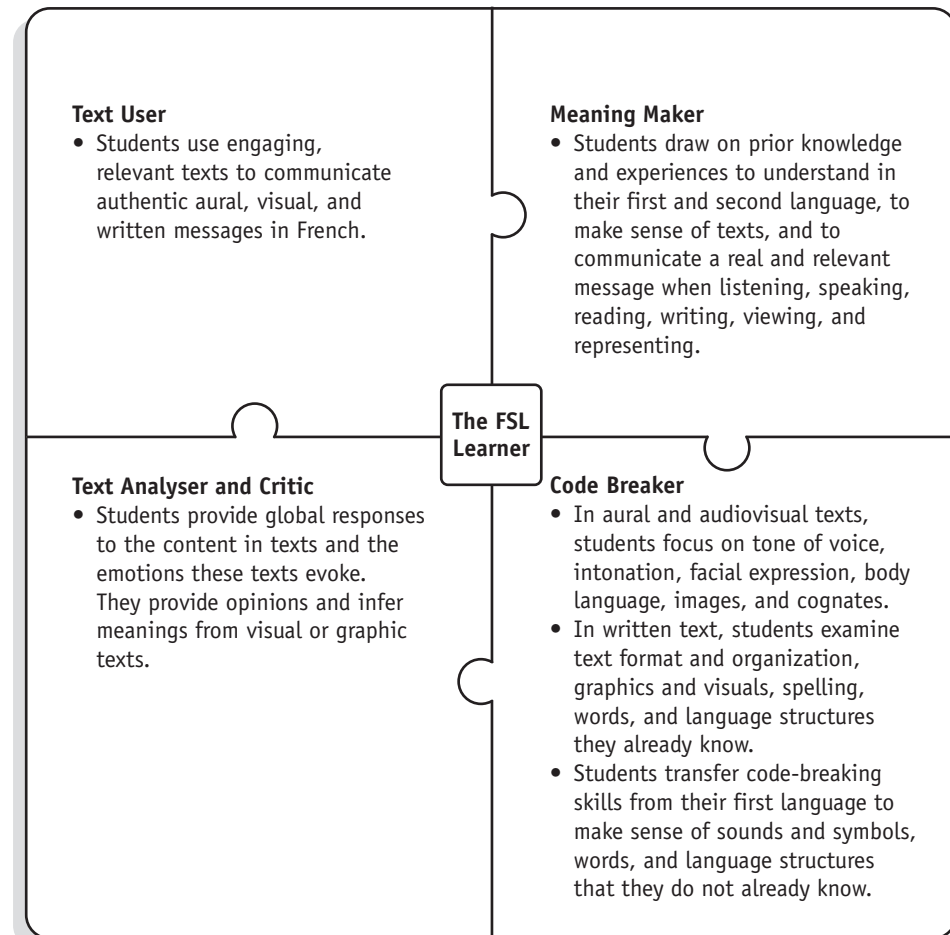 Text User
• Students use engaging,
relevant texts to communicate
authentic aural, visual, and
written messages in French.
Meaning Maker
• Students draw on prior knowledge
and experiences to understand in
their first and second language, to
make sense of texts, and to
communicate a real and relevant
message when listening, speaking,
reading, writing, viewing, and
representing.
The FSL
Learner
Text Analyser and Critic
• Students provide global responses
to the content in texts and the
emotions these texts evoke.
They provide opinions and infer
meanings from visual or graphic
texts.
Code Breaker
• In aural and audiovisual texts,
students focus on tone of voice,
intonation, facial expression, body
language, images, and cognates.
• In written text, students examine
text format and organization,
graphics and visuals, spelling,
words, and language structures
they already know.
• Students transfer code-breaking
skills from their first language to
make sense of sounds and symbols,
words, and language structures
that they do not already know.